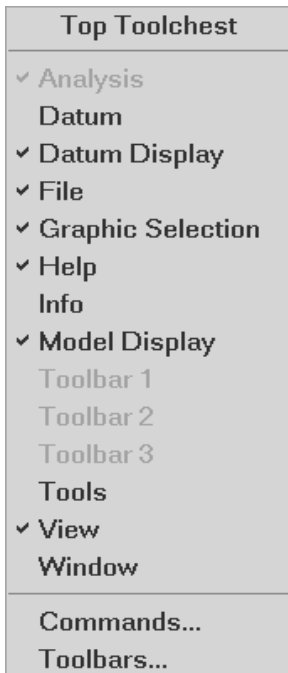 Top Toolchest
Analysis
Datum
Datum Display
File
Graphic Selection
Help
Info
Model Display
Toolbar 1
Toolbar 2
Toolbar 3
Tools
View
Window
Commands...
Toolbars...